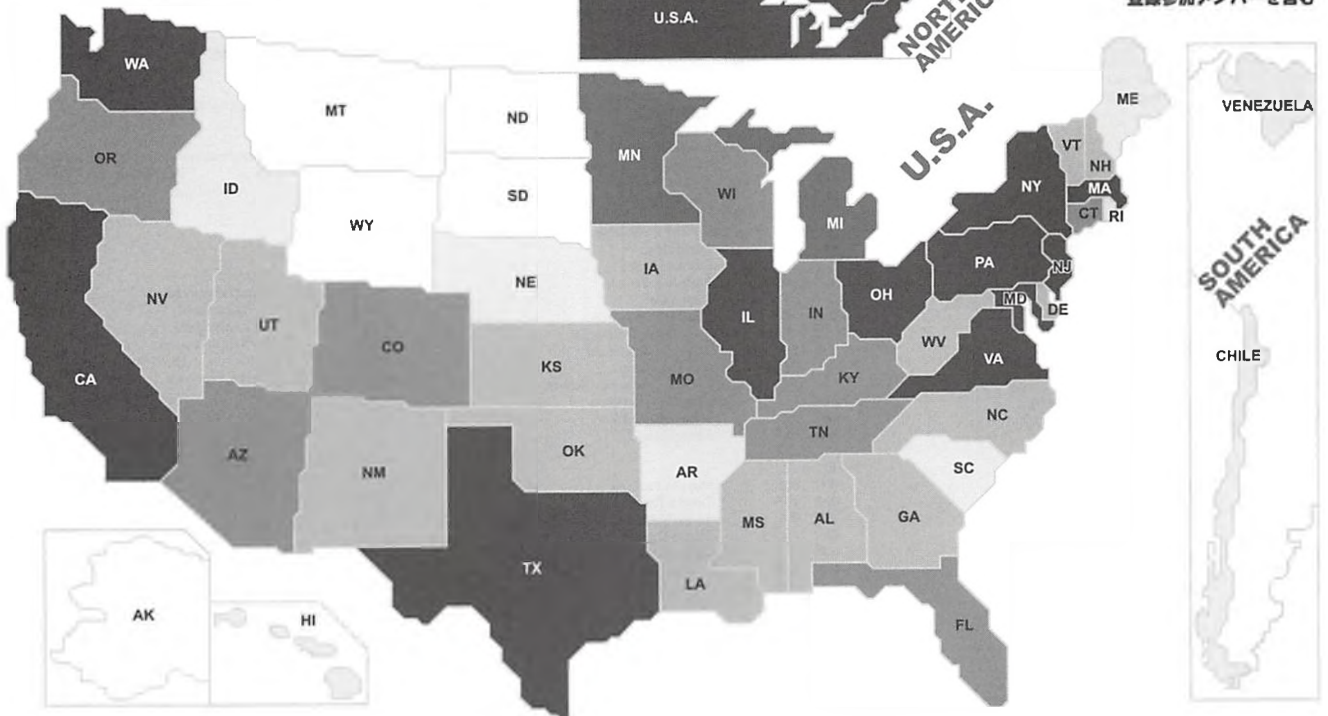 U.S.A.
NORTH
AMERICA
U.S.A.
WA
MT
ND
MN
ME
VENEZUELA
OR
ID
SD
WI
MI
VT
NH
NY
MA
CT
RI
WY
NE
IA
PA
NJ
SOUTH
AMERICA
NV
UT
CO
KS
MO
IL
IN
OH
WV
MD
DE
VA
KY
CA
CHILE
AZ
NM
OK
AR
TN
NC
SC
MS
AL
GA
TX
LA
FL
AK
HI